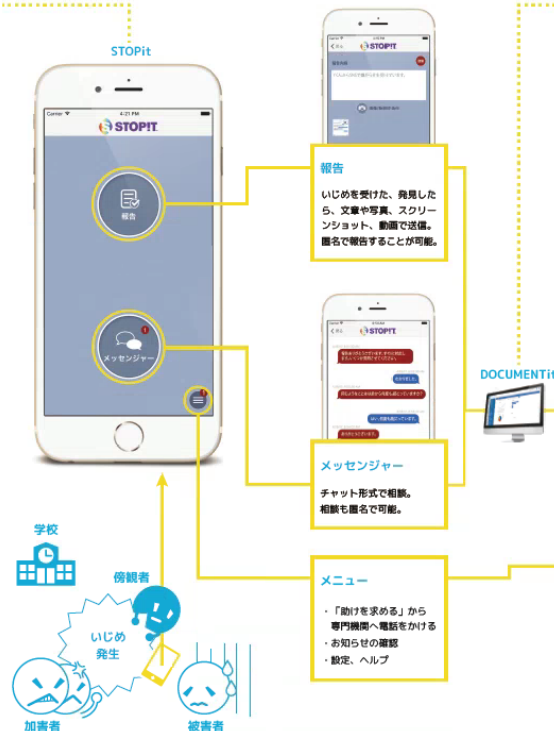 STOPit
4:21 PM
STOP!T
報告
メッセンジャー
STOP!T
報告
いじめを受けた、発見した
ら、文章や写真、スクリー
ンショット、動画で送信。
匿名で報告することが可能。
STOP!T
メッセンジャー
チャット形式で相談。
相談も匿名で可能。
DOCUMENTit
メニュー
・「助けを求める」から
専門機関へ電話をかける
・お知らせの確認
・設定、ヘルプ
学校
傍観者
いじめ
発生
加害者
被害者